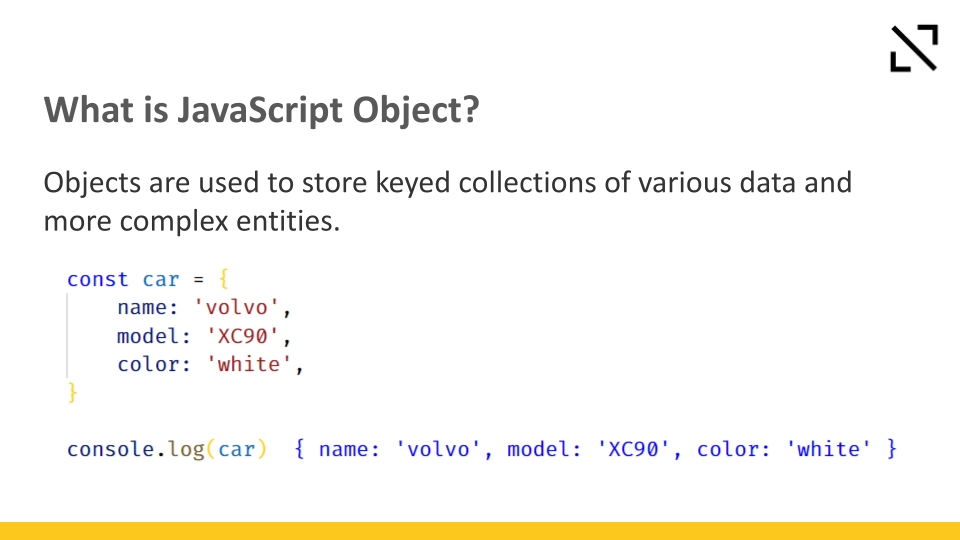 What is JavaScript Object?
Objects are used to store keyed collections of various data and
more complex entities.
const car = {
    name: 'volvo',
    model: 'XC90',
    color: 'white',
}
console.log(car)  { name: 'volvo', model: 'XC90', color: 'white' }